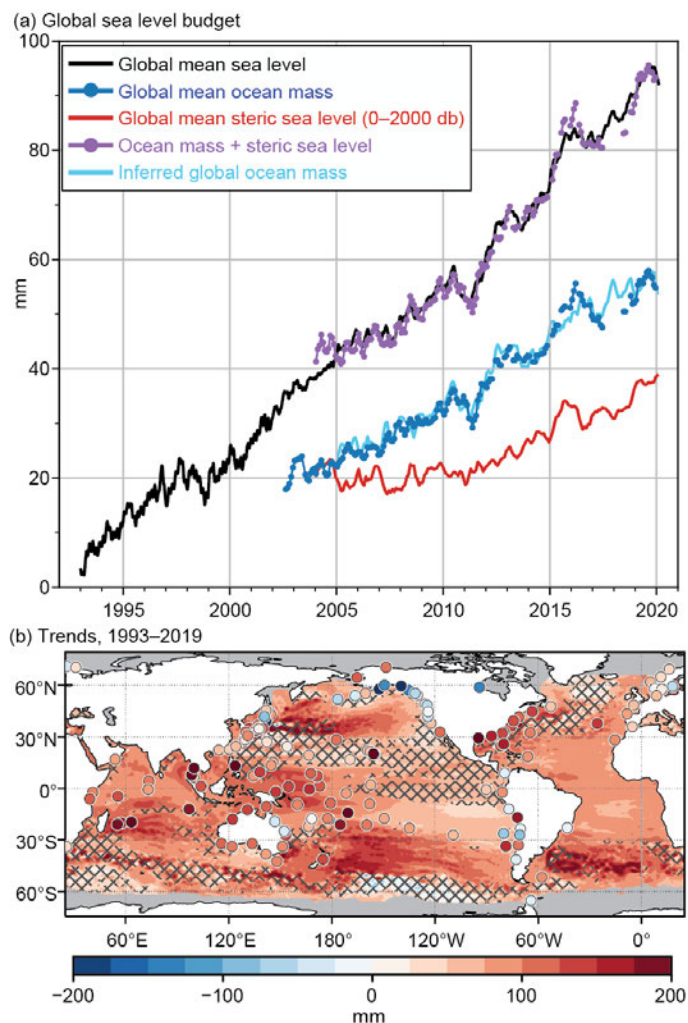 (a) Global sea level budget
100
Global mean sea level
Global mean ocean mass
Global mean steric sea level (0–2000 db)
Ocean mass + steric sea level
Inferred global ocean mass
80
60
mm
40
20
0
1995 2000 2005 2010 2015 2020
(b) Trends, 1993–2019
60°N
30°N
0°
30°S
60°S
60°E 120°E 180° 120°W 60°W 0°
−200 −100 0 100 200
mm